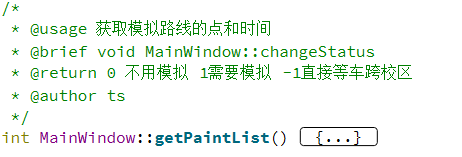 /*
* @usage 获取模拟路线的点和时间
* @brief void MainWindow::changeStatus
* @return 0 不用模拟 1需要模拟 -1直接等车跨校区
* @author ts
*/
int MainWindow::getPaintList() {...}